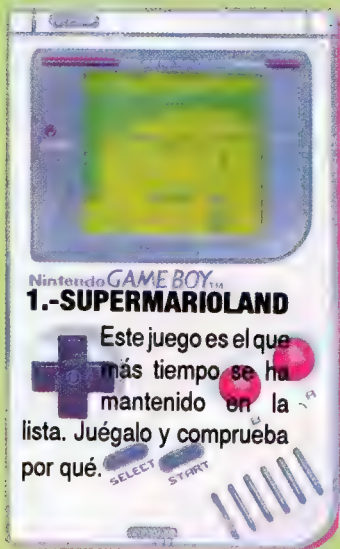 Nintendo GAME BOY™
1.-SUPERMARIOLAND
Este juego es el que
más tiempo se ha
mantenido en la
lista. Juégalo y comprueba
por qué.
SELECT START
B A